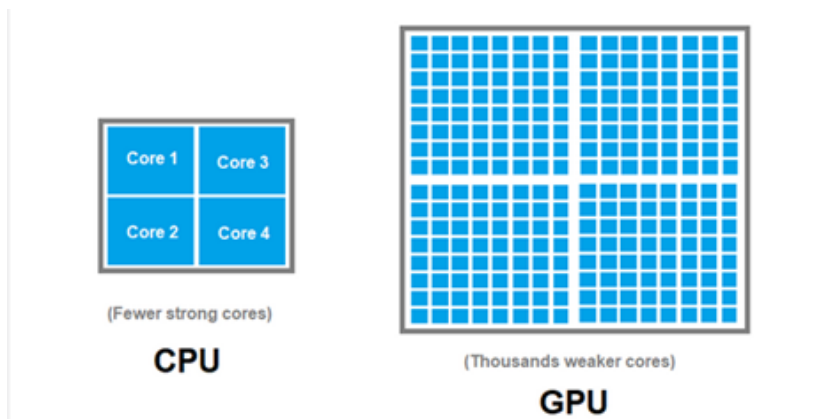 Core 1
Core 3
Core 2
Core 4
(Fewer strong cores)
CPU
(Thousands weaker cores)
GPU